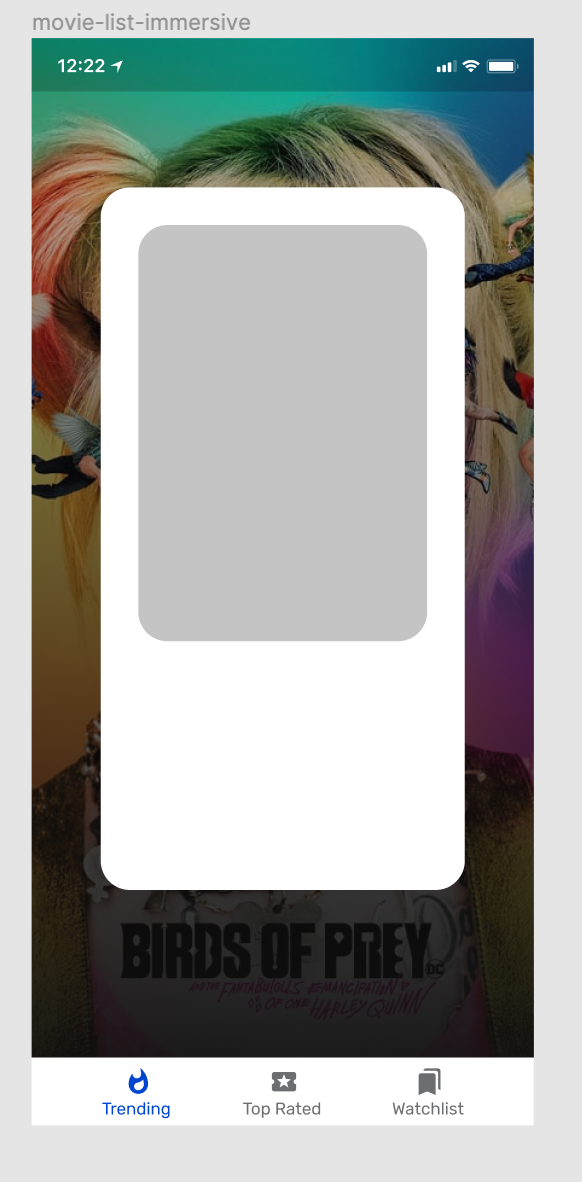 movie-list-immersive
12:22
BIRDS OF PREY
DC
AND THE FANTABULOUS EMANCIPATION
OF ONE HARLEY QUINN
Trending
Top Rated
Watchlist